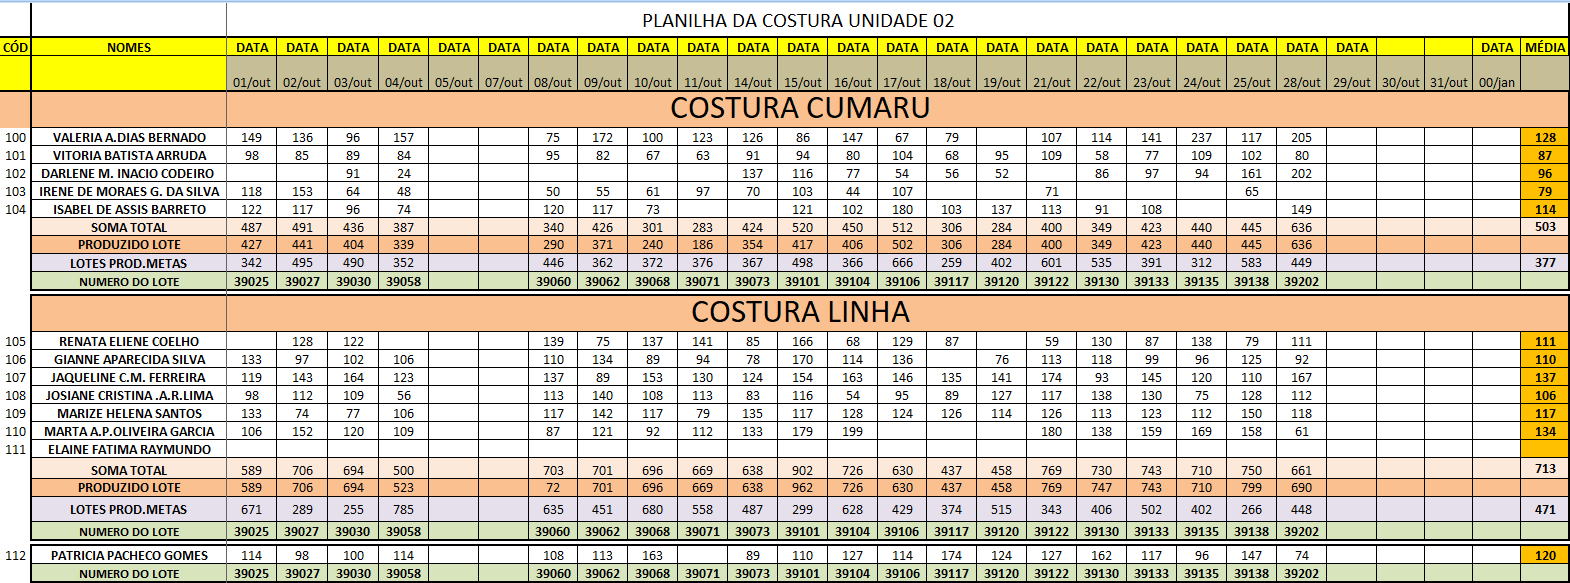 PLANILHA DA COSTURA UNIDADE 02
CÓD NOMES DATA DATA DATA DATA DATA DATA DATA DATA DATA DATA DATA DATA DATA DATA DATA DATA DATA DATA DATA DATA DATA DATA DATA DATA MÉDIA
01/out 02/out 03/out 04/out 05/out 07/out 08/out 09/out 10/out 11/out 14/out 15/out 16/out 17/out 18/out 19/out 21/out 22/out 23/out 24/out 25/out 28/out 29/out 30/out 31/out 00/jan
COSTURA CUMARU
100 VALERIA A.DIAS BERNADO 149 136 96 157 75 172 100 123 126 86 147 67 79 107 114 141 237 117 205 128
101 VITORIA BATISTA ARRUDA 98 85 89 84 95 82 67 63 91 94 80 104 68 95 109 58 77 109 102 80 87
102 DARLENE M. INACIO CODEIRO 91 24 137 116 77 54 56 52 86 97 94 161 202 96
103 IRENE DE MORAES G. DA SILVA 118 153 64 48 50 55 61 97 70 103 44 107 71 65 79
104 ISABEL DE ASSIS BARRETO 122 117 96 74 120 117 73 121 102 180 103 137 113 91 108 149 114
SOMA TOTAL 487 491 436 387 340 426 301 283 424 520 450 512 306 284 400 349 423 440 445 636 503
PRODUZIDO LOTE 427 441 404 339 290 371 240 186 354 417 406 502 306 284 400 349 423 440 445 636
LOTES PROD.METAS 342 495 490 352 446 362 372 376 367 498 366 666 259 402 601 535 391 312 583 449 377
NUMERO DO LOTE 39025 39027 39030 39058 39060 39062 39068 39071 39073 39101 39104 39106 39117 39120 39122 39130 39133 39135 39138 39202
COSTURA LINHA
105 RENATA ELIENE COELHO 128 122 139 75 137 141 85 166 68 129 87 59 130 87 138 79 111 111
106 GIANNE APARECIDA SILVA 133 97 102 106 110 134 89 94 78 170 114 136 76 113 118 99 96 125 92 110
107 JAQUELINE C.M. FERREIRA 119 143 164 123 137 89 153 130 124 154 163 146 135 141 174 93 145 120 110 167 137
108 JOSIANE CRISTINA .A.R.LIMA 98 112 109 56 113 140 108 113 83 116 54 95 89 127 117 138 130 75 128 112 106
109 MARIZE HELENA SANTOS 133 74 77 106 117 142 117 79 135 117 128 124 126 114 126 113 123 112 150 118 117
110 MARTA A.P.OLIVEIRA GARCIA 106 152 120 109 87 121 92 112 133 179 199 180 138 159 169 158 61 134
111 ELAINE FATIMA RAYMUNDO
SOMA TOTAL 589 706 694 500 703 701 696 669 638 902 726 630 437 458 769 730 743 710 750 661 713
PRODUZIDO LOTE 589 706 694 523 72 701 696 669 638 962 726 630 437 458 769 747 743 710 799 690
LOTES PROD.METAS 671 289 255 785 635 451 680 558 487 299 628 429 374 515 343 406 502 402 266 448 471
NUMERO DO LOTE 39025 39027 39030 39058 39060 39062 39068 39071 39073 39101 39104 39106 39117 39120 39122 39130 39133 39135 39138 39202
112 PATRICIA PACHECO GOMES 114 98 100 114 108 113 163 89 110 127 114 174 124 127 162 117 96 147 74 120
NUMERO DO LOTE 39025 39027 39030 39058 39060 39062 39068 39071 39073 39101 39104 39106 39117 39120 39122 39130 39133 39135 39138 39202